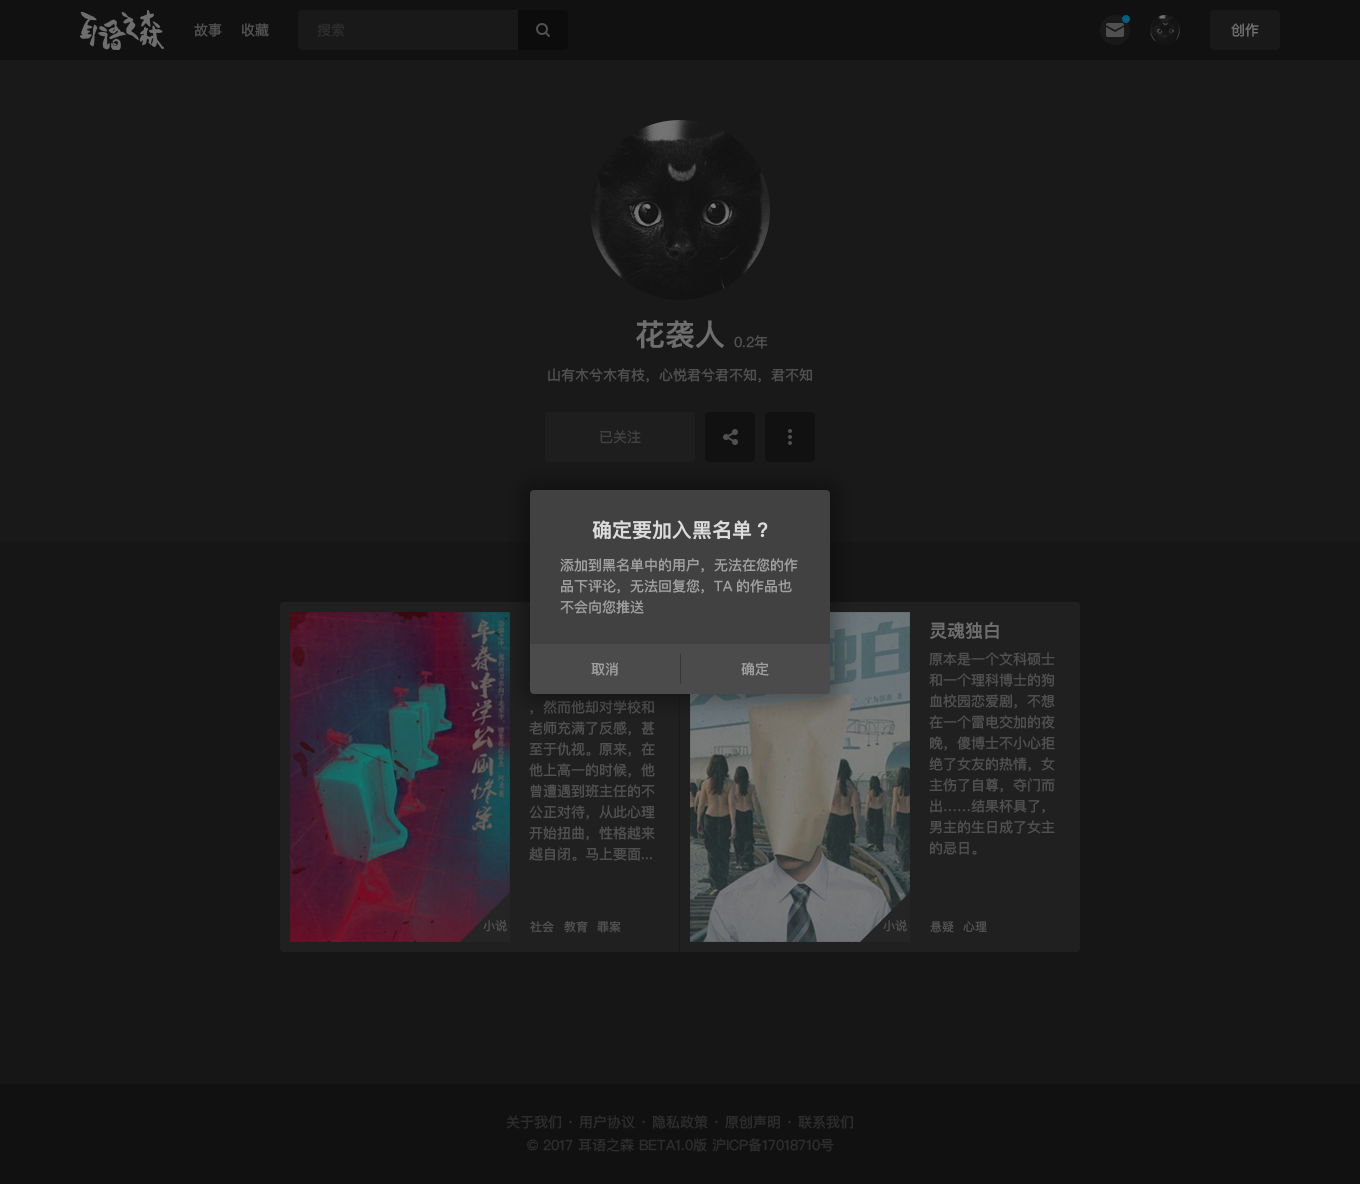 耳语之森
故事
收藏
搜索
创作
花袭人 0.2年
山有木兮木有枝，心悦君兮君不知，君不知
已关注
确定要加入黑名单？
添加到黑名单中的用户，无法在您的作
品下评论，无法回复您，TA 的作品也
不会向您推送
取消
确定
，然而他却对学校和
老师充满了反感，甚
至于仇视。原来，在
他上高一的时候，他
曾遭遇到班主任的不
公正对待，从此心理
开始扭曲，性格越来
越自闭。马上要面...
小说
社会 教育 罪案
独白
灵魂独白
原本是一个文科硕士
和一个理科博士的狗
血校园恋爱剧，不想
在一个雷电交加的夜
晚，傻博士不小心拒
绝了女友的热情，女
主伤了自尊，夺门而
出......结果杯具了，
男主的生日成了女主
的忌日。
小说
悬疑 心理
关于我们 · 用户协议 · 隐私政策 · 原创声明 · 联系我们
© 2017 耳语之森 BETA1.0版 沪ICP备17018710号